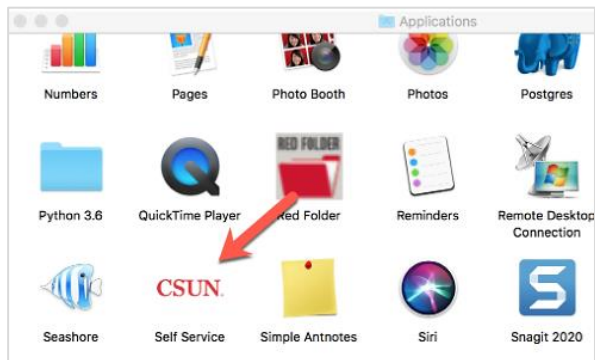 Applications
Numbers
Pages
Photo Booth
Photos
Postgres
RED FOLDER
Python 3.6
QuickTime Player
Red Folder
Reminders
Remote Desktop
Connection
CSUN.
S
Seashore
Self Service
Simple Antnotes
Siri
Snagit 2020